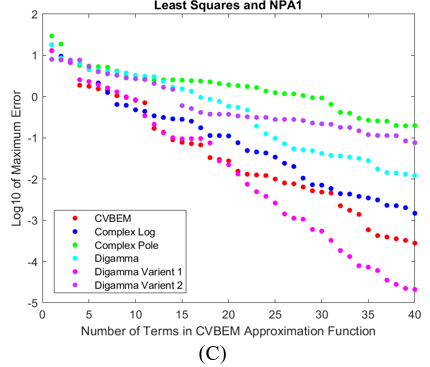 Least Squares and NPA1
2
1
0
-1
-2
-3
-4
-5
Log10 of Maximum Error
CVBEM
Complex Log
Complex Pole
Digamma
Digamma Varient 1
Digamma Varient 2
0 5 10 15 20 25 30 35 40
Number of Terms in CVBEM Approximation Function
(C)